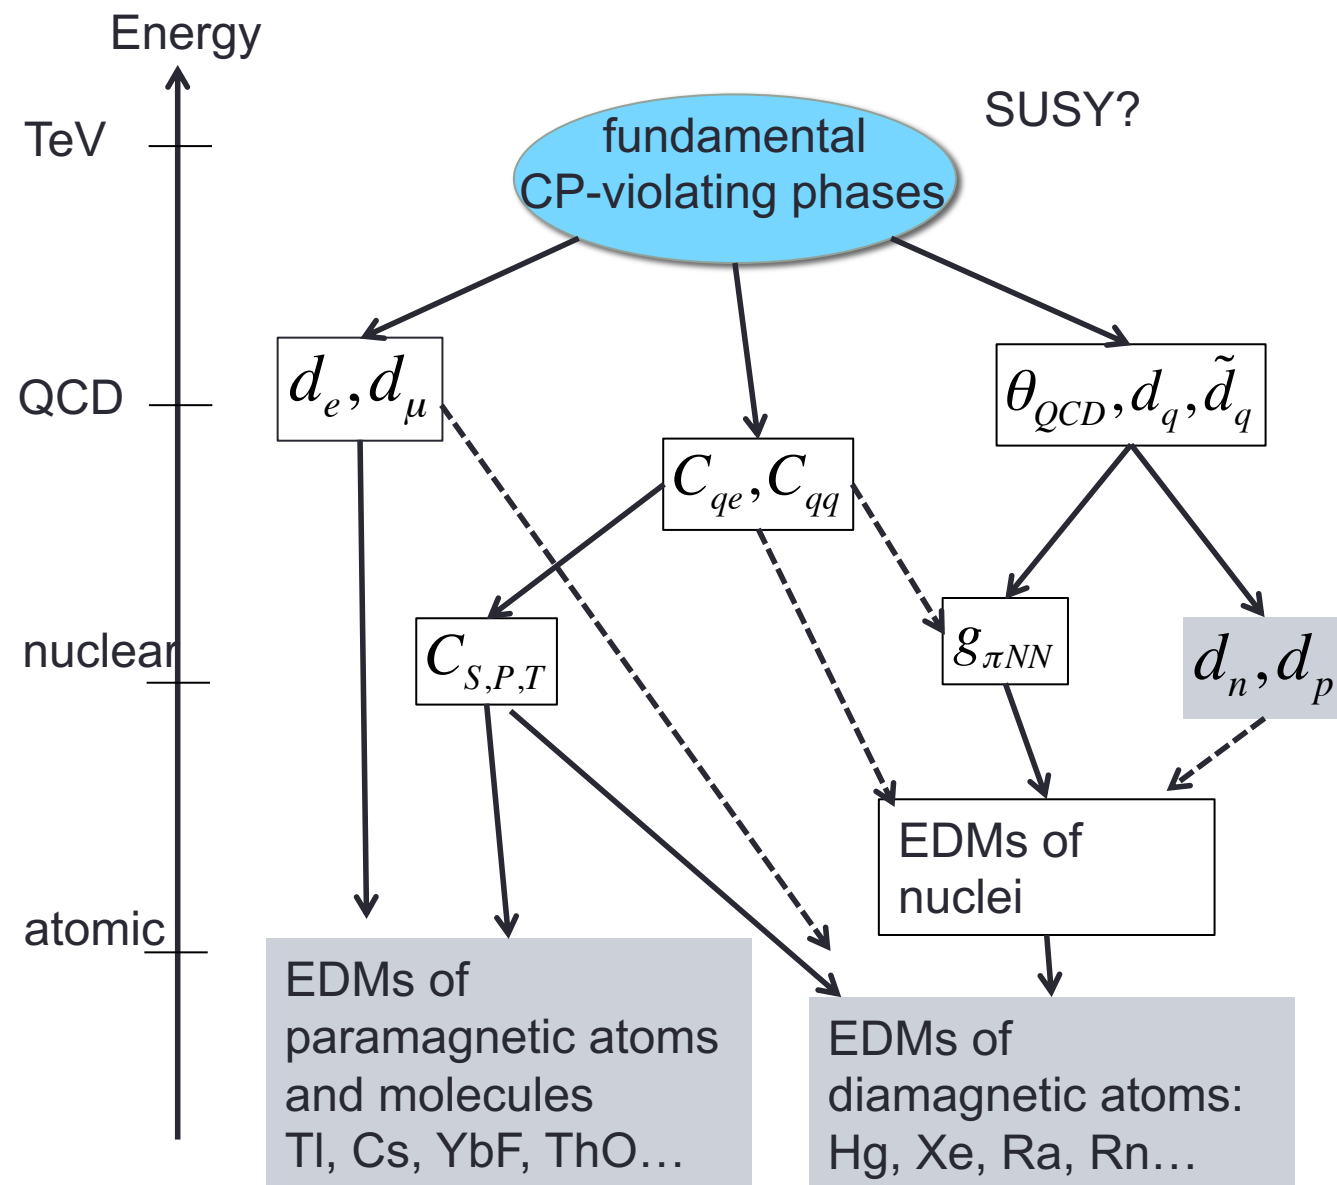 Energy
SUSY?
TeV
fundamental
CP-violating phases
QCD
d_e, d_μ
θ_QCD, d_q, d̃_q
C_qe, C_qq
nuclear
C_S,P,T
g_πNN
d_n, d_p
EDMs of
nuclei
atomic
EDMs of
paramagnetic atoms
and molecules
Tl, Cs, YbF, ThO…
EDMs of
diamagnetic atoms:
Hg, Xe, Ra, Rn…